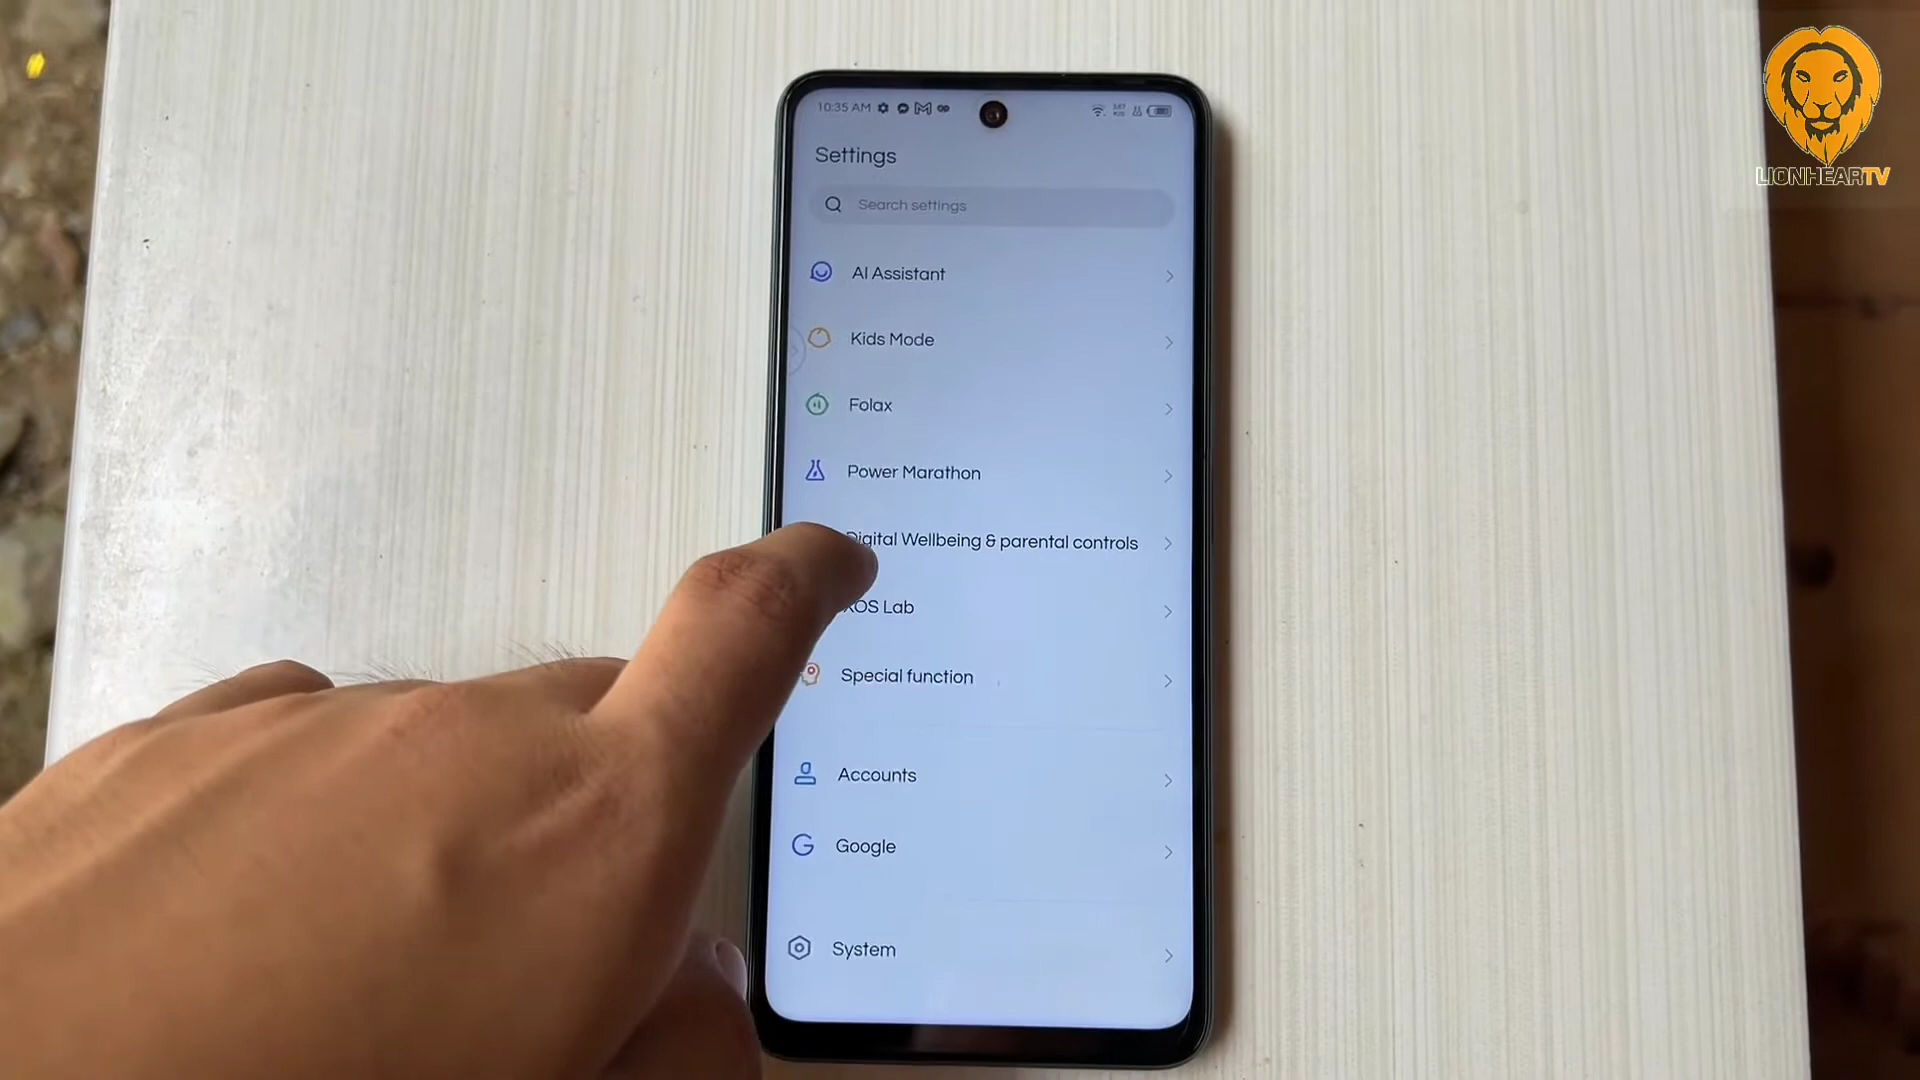 10:35 AM
LIONHEARTV
Settings
Search settings
AI Assistant
Kids Mode
Folax
Power Marathon
Digital Wellbeing & parental controls
XOS Lab
Special function
Accounts
Google
System